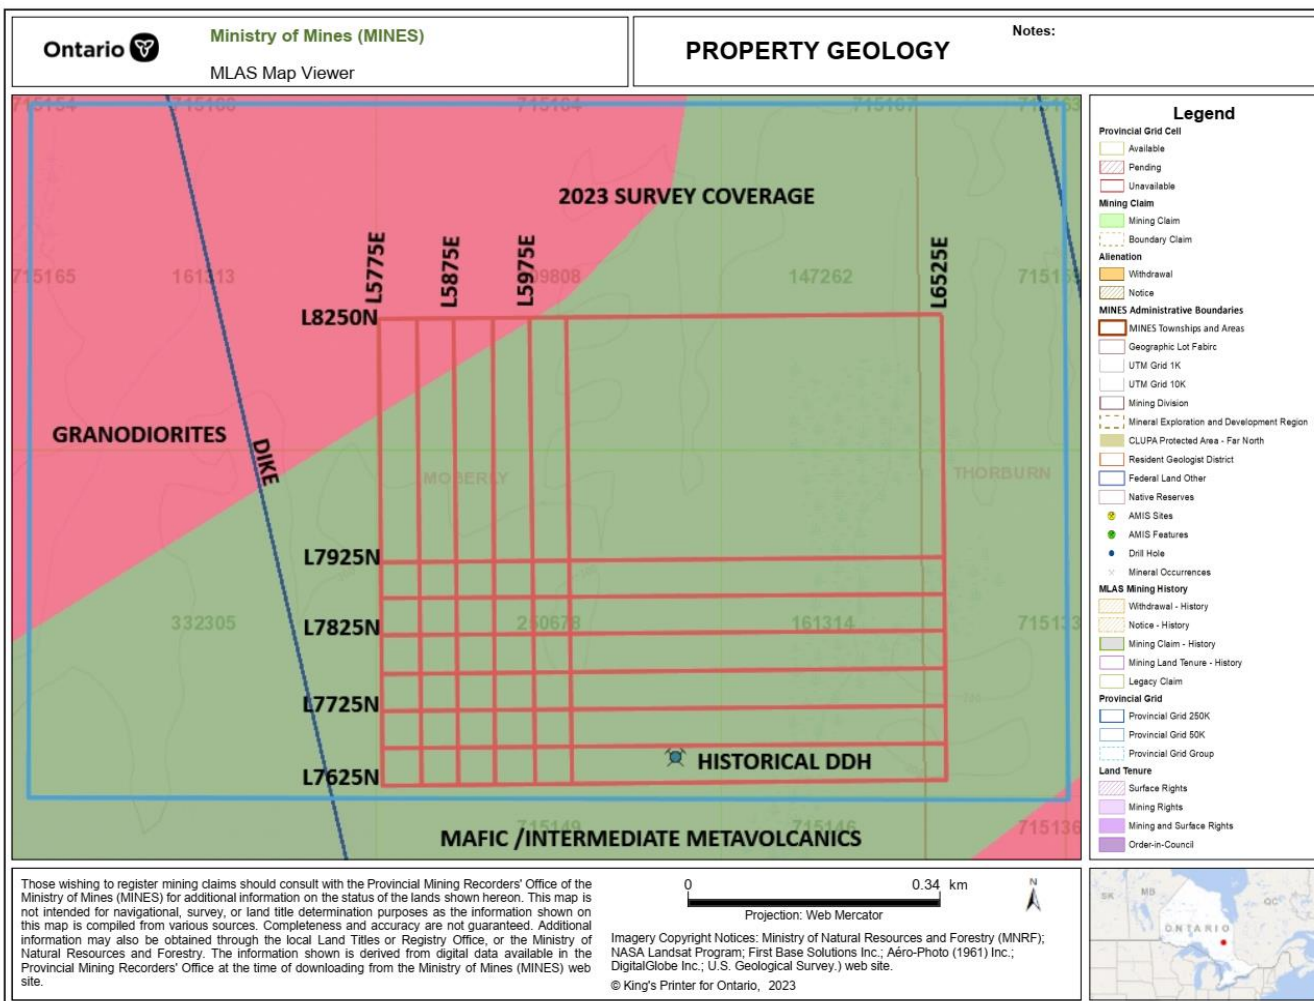 Ontario
Ministry of Mines (MINES)
MLAS Map Viewer
PROPERTY GEOLOGY
Notes:
715154
715164
715167
2023 SURVEY COVERAGE
L5775E
L5875E
L5975E
L6525E
715165
161313
147262
L8250N
GRANODIORITES
DIKE
MOBERLY
THORBURN
L7925N
332305
L7825N
250678
161314
L7725N
HISTORICAL DDH
L7625N
MAFIC /INTERMEDIATE METAVOLCANICS
715149
715146
715136
Legend
Provincial Grid Cell
Available
Pending
Unavailable
Mining Claim
Mining Claim
Boundary Claim
Alienation
Withdrawal
Notice
MINES Administrative Boundaries
MINES Townships and Areas
Geographic Lot Fabirc
UTM Grid 1K
UTM Grid 10K
Mining Division
Mineral Exploration and Development Region
CLUPA Protected Area - Far North
Resident Geologist District
Federal Land Other
Native Reserves
AMIS Sites
AMIS Features
Drill Hole
Mineral Occurrences
MLAS Mining History
Withdrawal - History
Notice - History
Mining Claim - History
Mining Land Tenure - History
Legacy Claim
Provincial Grid
Provincial Grid 250K
Provincial Grid 50K
Provincial Grid Group
Land Tenure
Surface Rights
Mining Rights
Mining and Surface Rights
Order-in-Council
Those wishing to register mining claims should consult with the Provincial Mining Recorders' Office of the
Ministry of Mines (MINES) for additional information on the status of the lands shown hereon. This map is
not intended for navigational, survey, or land title determination purposes as the information shown on
this map is compiled from various sources. Completeness and accuracy are not guaranteed. Additional
information may also be obtained through the local Land Titles or Registry Office, or the Ministry of
Natural Resources and Forestry. The information shown is derived from digital data available in the
Provincial Mining Recorders' Office at the time of downloading from the Ministry of Mines (MINES) web
site.
0 0.34 km
Projection: Web Mercator
N
Imagery Copyright Notices: Ministry of Natural Resources and Forestry (MNRF);
NASA Landsat Program; First Base Solutions Inc.; Aéro-Photo (1961) Inc.;
DigitalGlobe Inc.; U.S. Geological Survey.) web site.
© King's Printer for Ontario, 2023
SK
MB
QC
ONTARIO